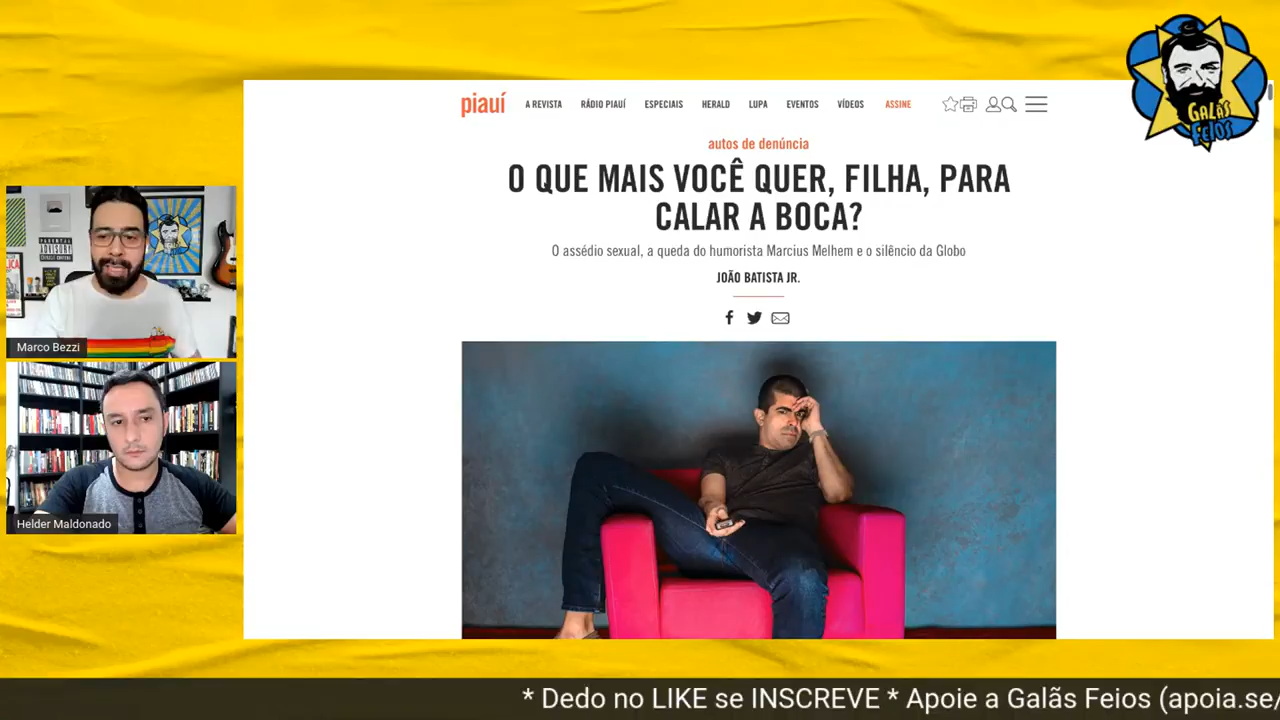 GALÃS
FEIOS
piauí
A REVISTA
RÁDIO PIAUÍ
ESPECIAIS
HERALD
LUPA
EVENTOS
VÍDEOS
ASSINE
autos de denúncia
O QUE MAIS VOCÊ QUER, FILHA, PARA
CALAR A BOCA?
O assédio sexual, a queda do humorista Marcius Melhem e o silêncio da Globo
JOÃO BATISTA JR.
PARENTAL
ADVISORY
Marco Bezzi
Helder Maldonado
* Dedo no LIKE se INSCREVE * Apoie a Galãs Feios (apoia.se/